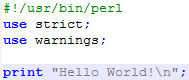 #!/usr/bin/perl
use strict;
use warnings;
print "Hello World!\n";